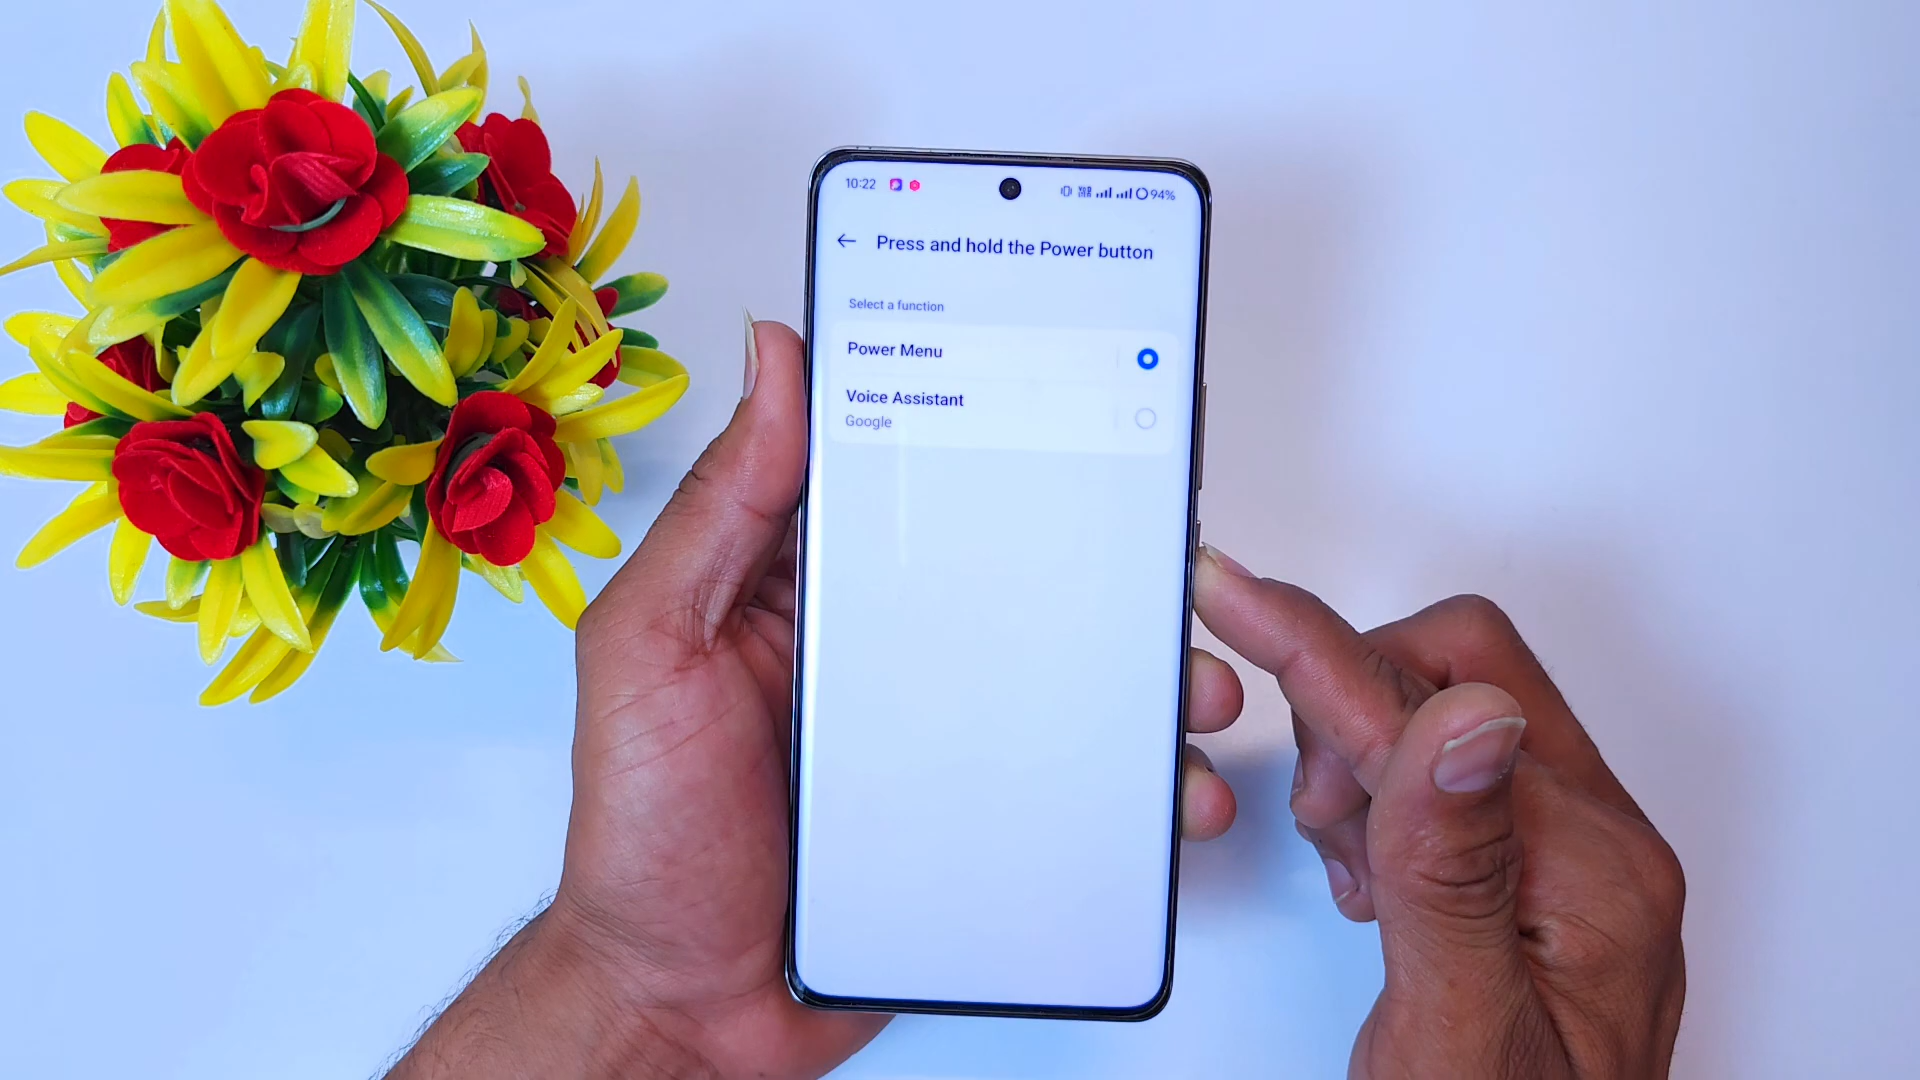 10:22 94%
Press and hold the Power button
Select a function
Power Menu
Voice Assistant
Google